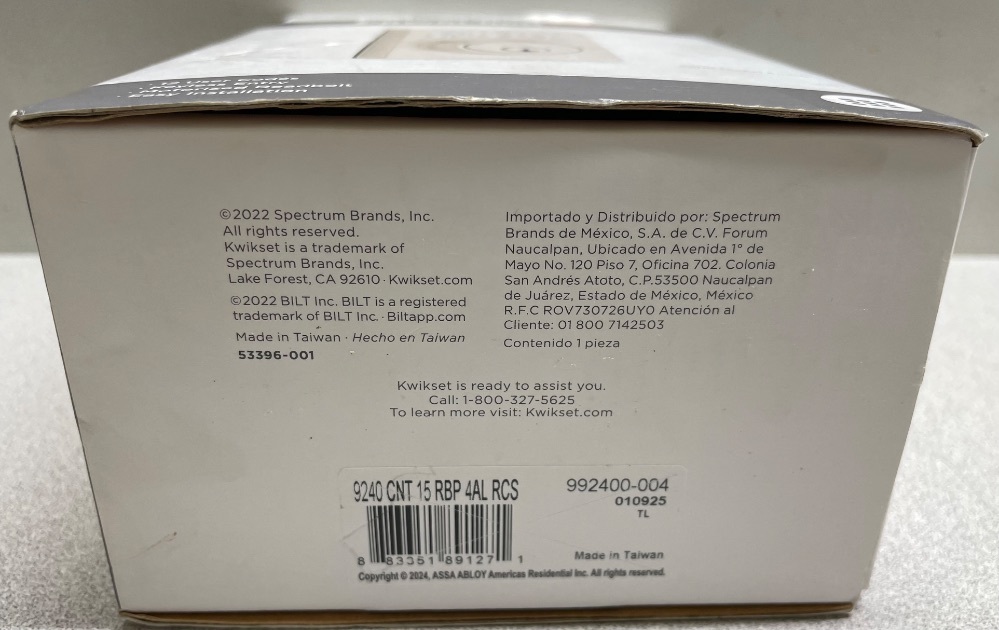 12 User Codes
Easy Installation
©2022 Spectrum Brands, Inc.
All rights reserved.
Kwikset is a trademark of
Spectrum Brands, Inc.
Lake Forest, CA 92610 · Kwikset.com
©2022 BILT Inc. BILT is a registered
trademark of BILT Inc. · Biltapp.com
Made in Taiwan · Hecho en Taiwan
53396-001
Importado y Distribuido por: Spectrum
Brands de México, S.A. de C.V. Forum
Naucalpan, Ubicado en Avenida 1° de
Mayo No. 120 Piso 7, Oficina 702. Colonia
San Andrés Atoto, C.P.53500 Naucalpan
de Juárez, Estado de México, México
R.F.C ROV730726UY0 Atención al
Cliente: 01 800 7142503
Contenido 1 pieza
Kwikset is ready to assist you.
Call: 1-800-327-5625
To learn more visit: Kwikset.com
9240 CNT 15 RBP 4AL RCS
992400-004
010925
TL
8 83351 89127 1
Made in Taiwan
Copyright © 2024, ASSA ABLOY Americas Residential Inc. All rights reserved.